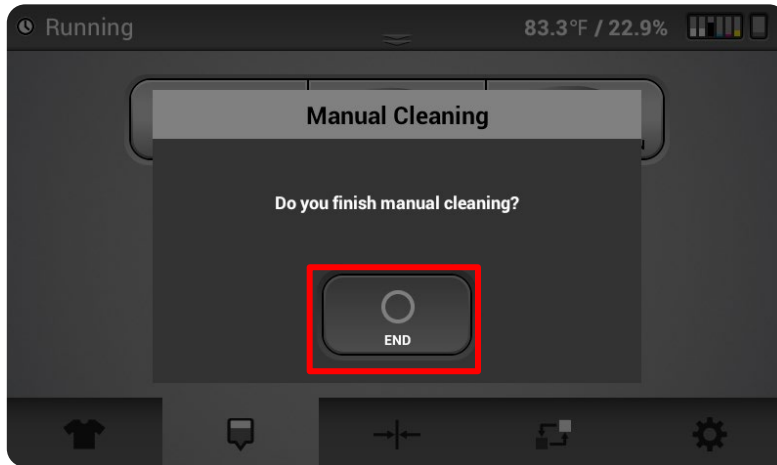 Running
83.3°F / 22.9%
Manual Cleaning
Do you finish manual cleaning?
END